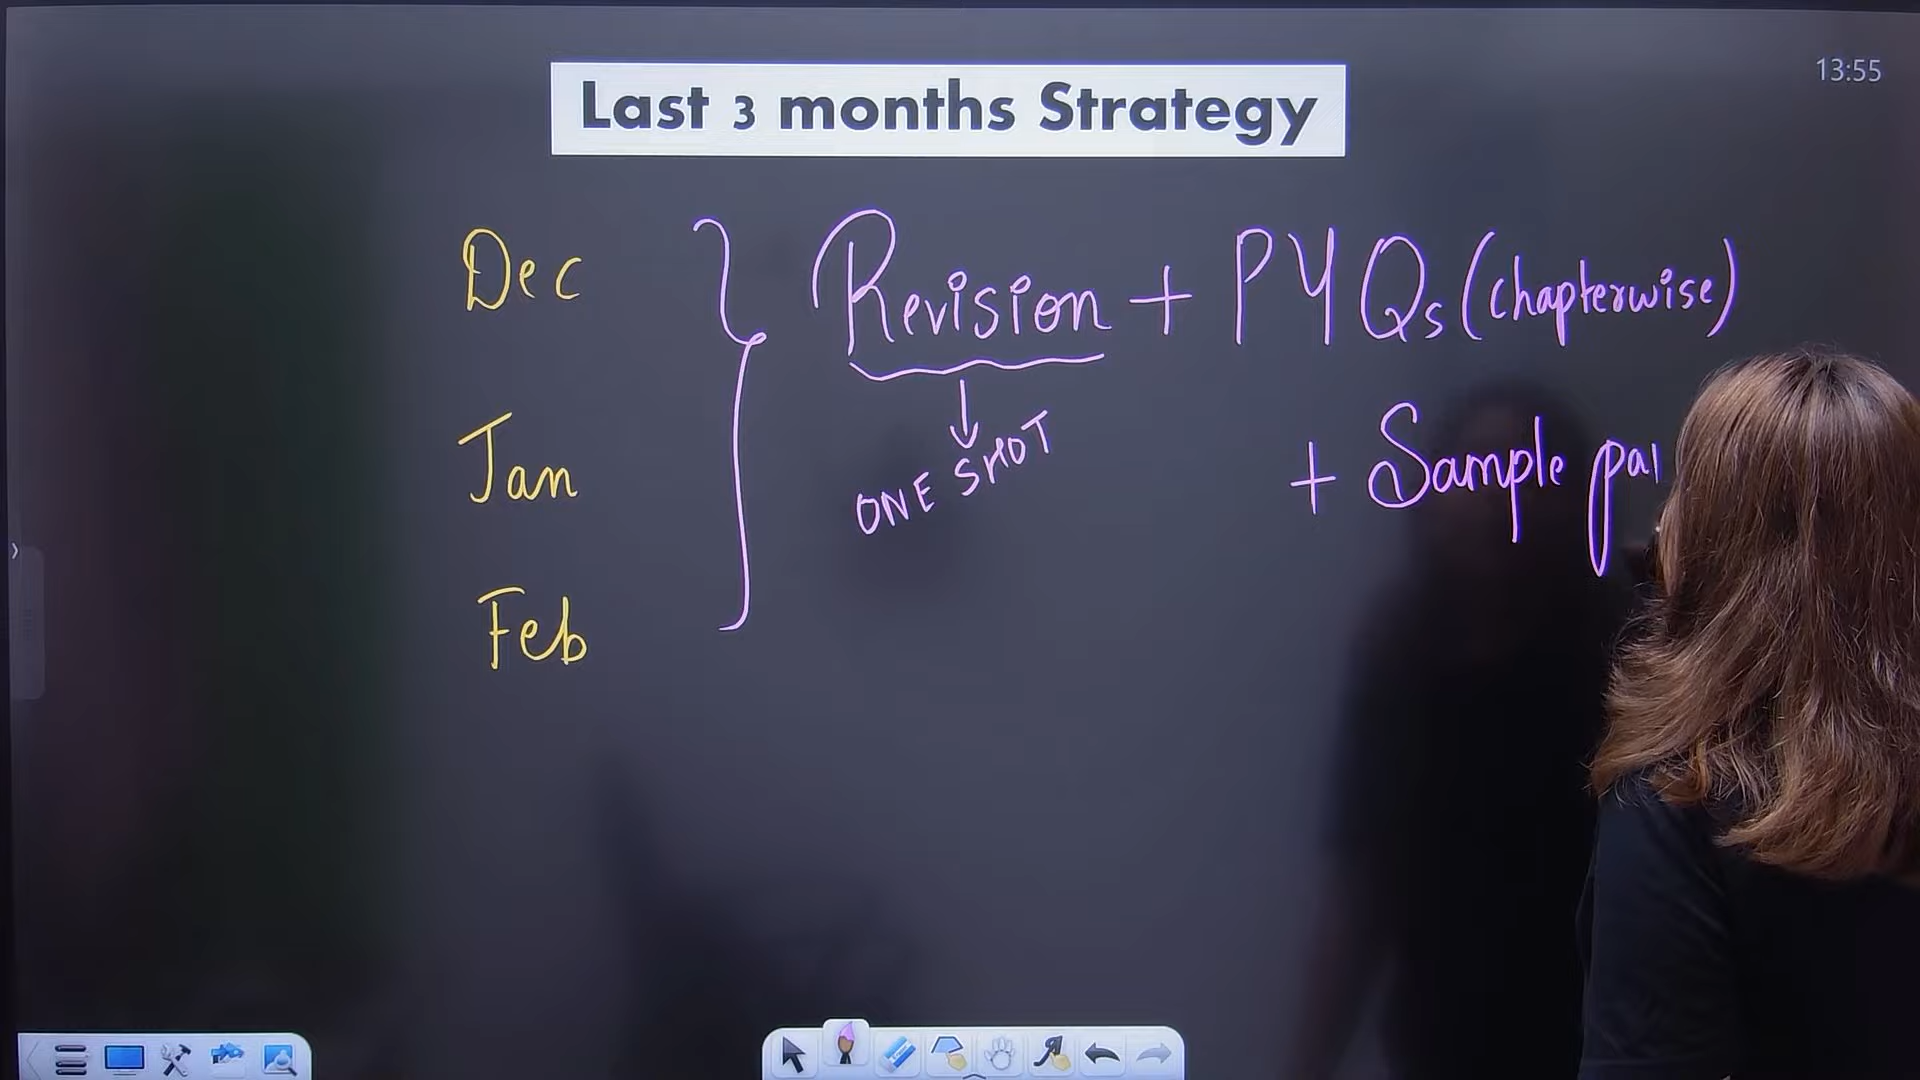 13:55
Last 3 months Strategy
Dec
Revision + PYQs (chapterwise)
Jan
ONE SHOT
+ Sample
Feb